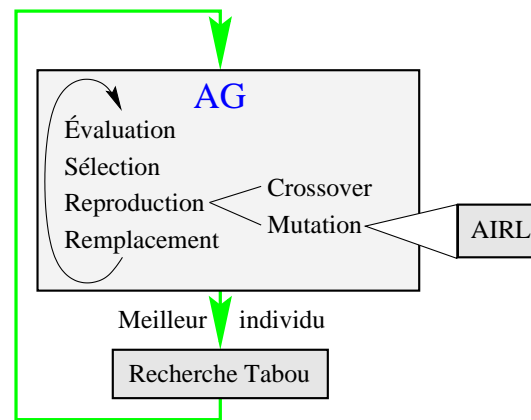 AG
Évaluation
Sélection
Reproduction
Remplacement
Crossover
Mutation
AIRL
Meilleur individu
Recherche Tabou